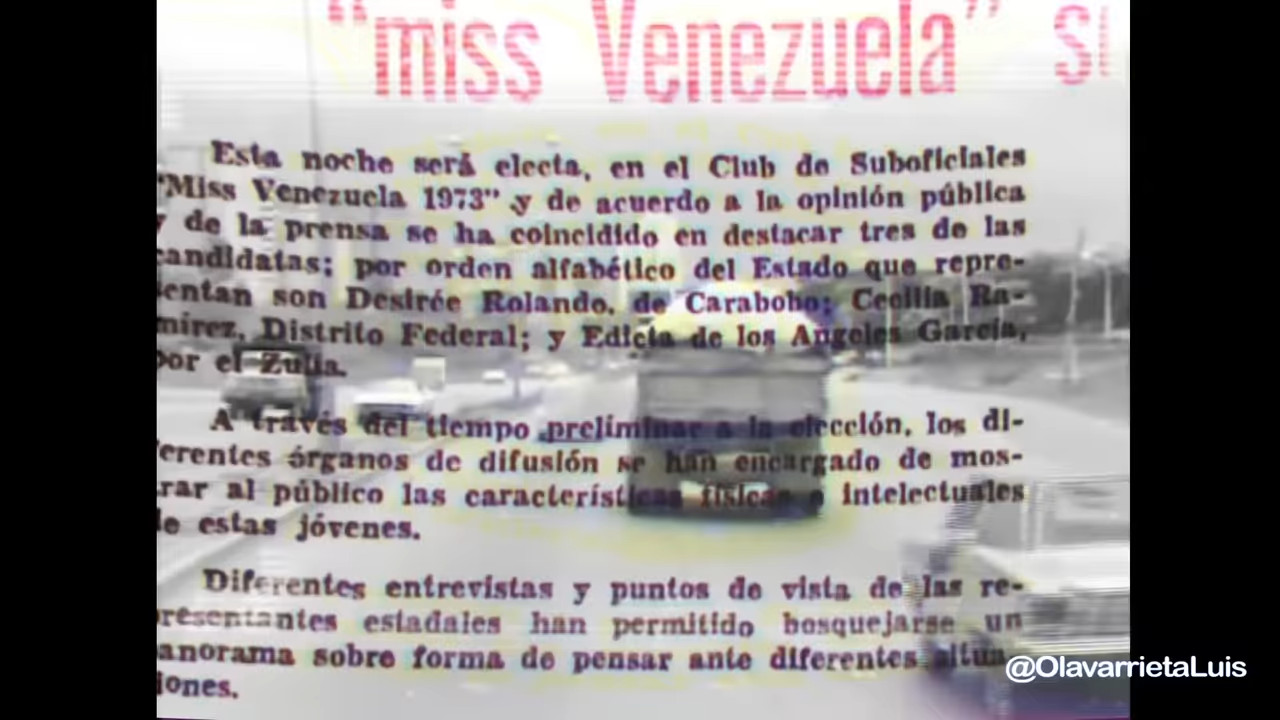 "miss Venezuela" si
Esta noche será electa, en el Club de Suboficiales
"Miss Venezuela 1973" y de acuerdo a la opinión pública
y de la prensa se ha coincidido en destacar tres de las
candidatas; por orden alfabético del Estado que repre-
sentan son Desirée Rolando, de Carabobo; Cecilia Ra-
mírez, Distrito Federal; y Edicta de los Angeles García,
por el Zulia.
A través del tiempo preliminar a la elección, los di-
ferentes órganos de difusión se han encargado de mos-
trar al público las características físicas e intelectuales
de estas jóvenes.
Diferentes entrevistas y puntos de vista de las re-
presentantes estadales han permitido bosquejarse un
panorama sobre forma de pensar ante diferentes situa-
iones.
@OlavarrietaLuis